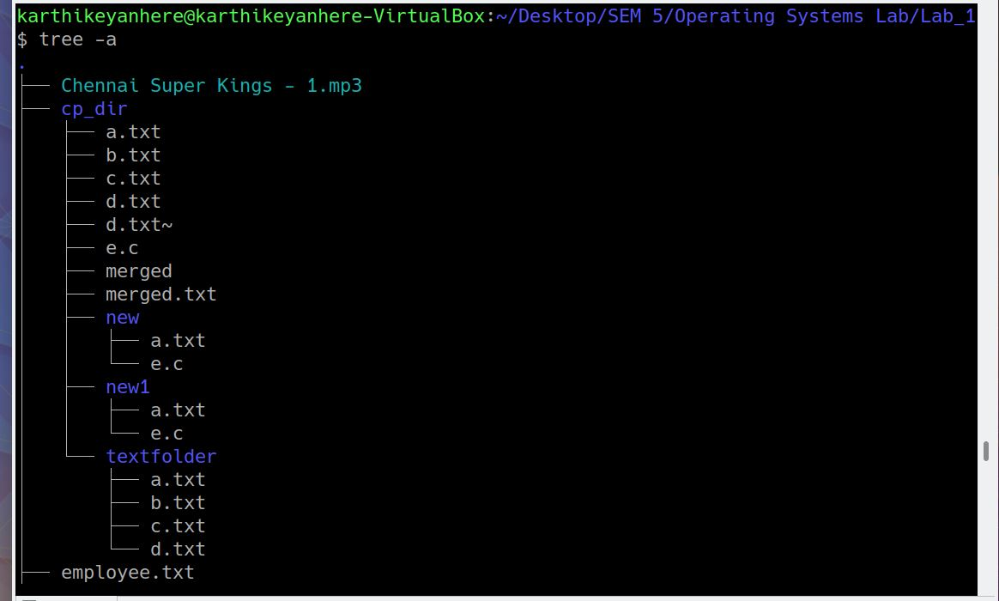 karthikeyanhere@karthikeyanhere-VirtualBox:~/Desktop/SEM 5/Operating Systems Lab/Lab_1
$ tree -a
.
├── Chennai Super Kings - 1.mp3
├── cp_dir
│   ├── a.txt
│   ├── b.txt
│   ├── c.txt
│   ├── d.txt
│   ├── d.txt~
│   ├── e.c
│   ├── merged
│   ├── merged.txt
│   ├── new
│   │   ├── a.txt
│   │   └── e.c
│   ├── new1
│   │   ├── a.txt
│   │   └── e.c
│   └── textfolder
│       ├── a.txt
│       ├── b.txt
│       ├── c.txt
│       └── d.txt
├── employee.txt